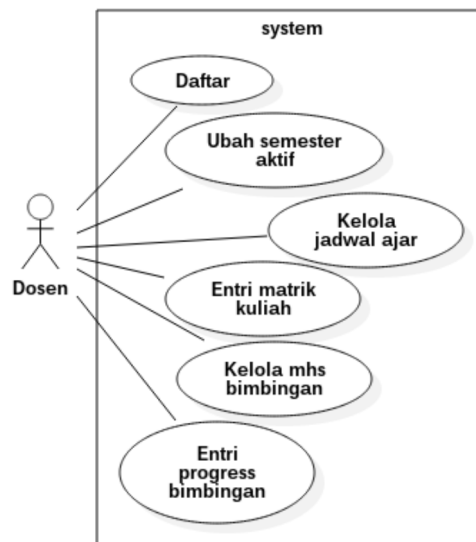 system
Daftar
Ubah semester
aktif
Kelola
jadwal ajar
Dosen
Entri matrik
kuliah
Kelola mhs
bimbingan
Entri
progress
bimbingan